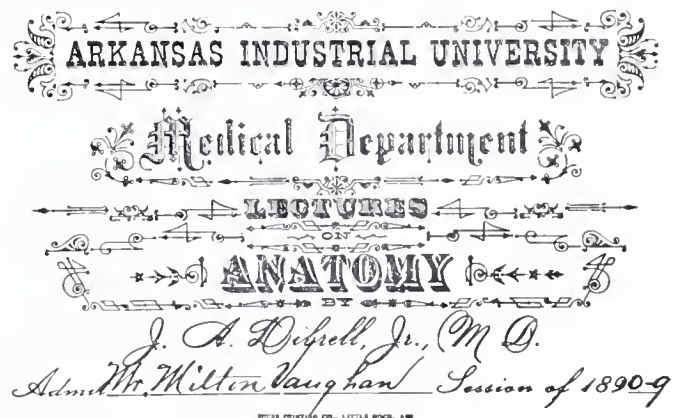 ARKANSAS INDUSTRIAL UNIVERSITY
Medical Department
LECTURES
ON
ANATOMY
BY
J. A. Dibrell, Jr., M D.
Admit Mr. Milton Vaughan Session of 1890-9